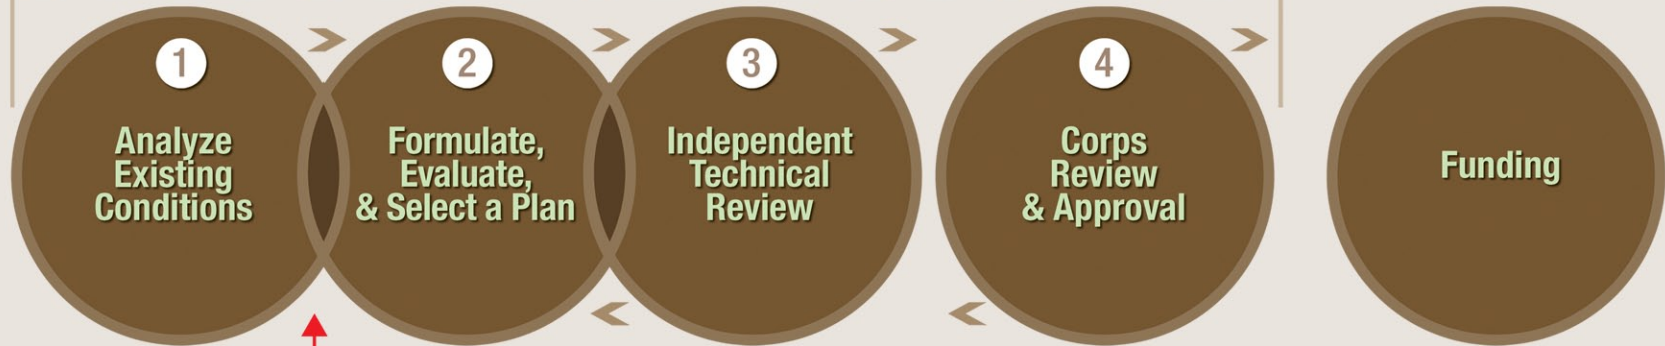 1
Analyze
Existing
Conditions
2
Formulate,
Evaluate,
& Select a Plan
3
Independent
Technical
Review
4
Corps
Review
& Approval
Funding